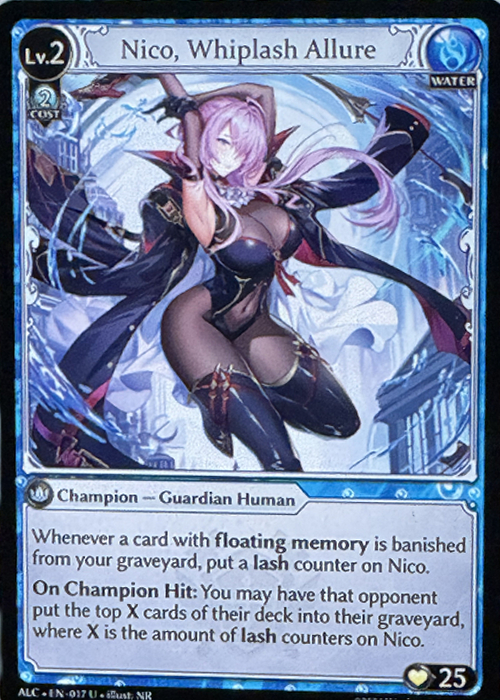 Lv.2
Nico, Whiplash Allure
WATER
2
COST
Champion — Guardian Human
Whenever a card with floating memory is banished
from your graveyard, put a lash counter on Nico.
On Champion Hit: You may have that opponent
put the top X cards of their deck into their graveyard,
where X is the amount of lash counters on Nico.
25
ALC • EN-017 U • illust: NR